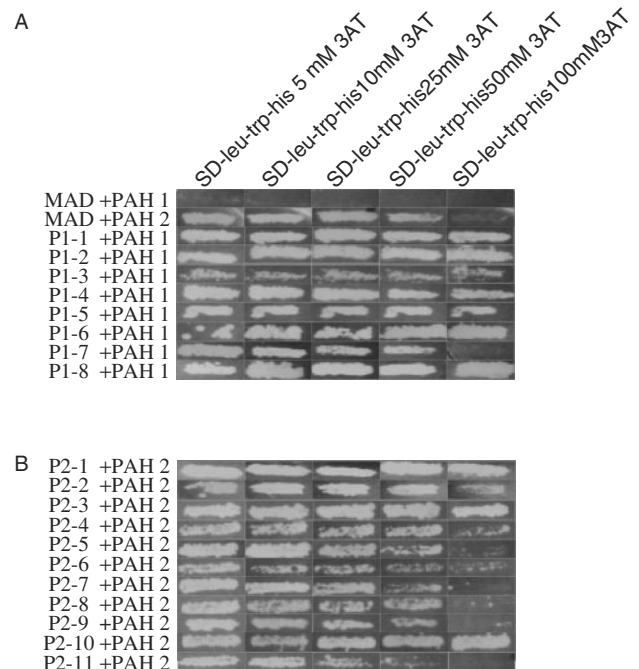 A
SD-leu-trp-his 5 mM 3AT
SD-leu-trp-his10mM 3AT
SD-leu-trp-his25mM 3AT
SD-leu-trp-his50mM 3AT
SD-leu-trp-his100mM3AT
MAD +PAH 1
MAD +PAH 2
P1-1 +PAH 1
P1-2 +PAH 1
P1-3 +PAH 1
P1-4 +PAH 1
P1-5 +PAH 1
P1-6 +PAH 1
P1-7 +PAH 1
P1-8 +PAH 1
B
P2-1 +PAH 2
P2-2 +PAH 2
P2-3 +PAH 2
P2-4 +PAH 2
P2-5 +PAH 2
P2-6 +PAH 2
P2-7 +PAH 2
P2-8 +PAH 2
P2-9 +PAH 2
P2-10 +PAH 2
P2-11 +PAH 2